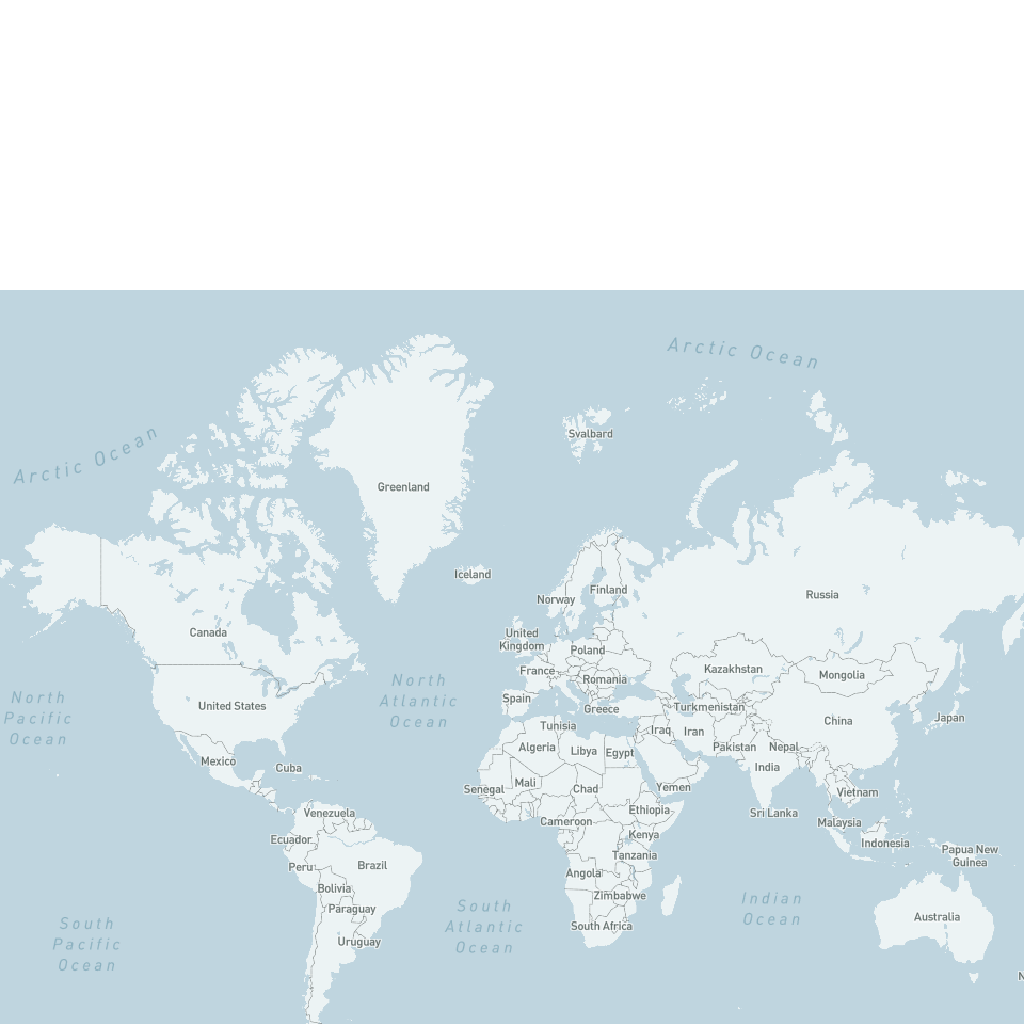 Arctic Ocean
Arctic Ocean
Svalbard
Greenland
Iceland
Norway
Finland
Russia
Canada
United
Kingdom
Poland
France
Romania
Kazakhstan
Mongolia
North
Pacific
Ocean
North
Atlantic
Ocean
United States
Spain
Greece
Turkmenistan
China
Japan
Tunisia
Iraq
Iran
Algeria
Libya
Egypt
Pakistan
Nepal
Mexico
Cuba
India
Senegal
Mali
Chad
Yemen
Vietnam
Venezuela
Cameroon
Ethiopia
Sri Lanka
Malaysia
Ecuador
Kenya
Indonesia
Papua New
Guinea
Peru
Brazil
Tanzania
Angola
Bolivia
Zimbabwe
Paraguay
South
Atlantic
Ocean
Indian
Ocean
Australia
South
Pacific
Ocean
Uruguay
South Africa
N